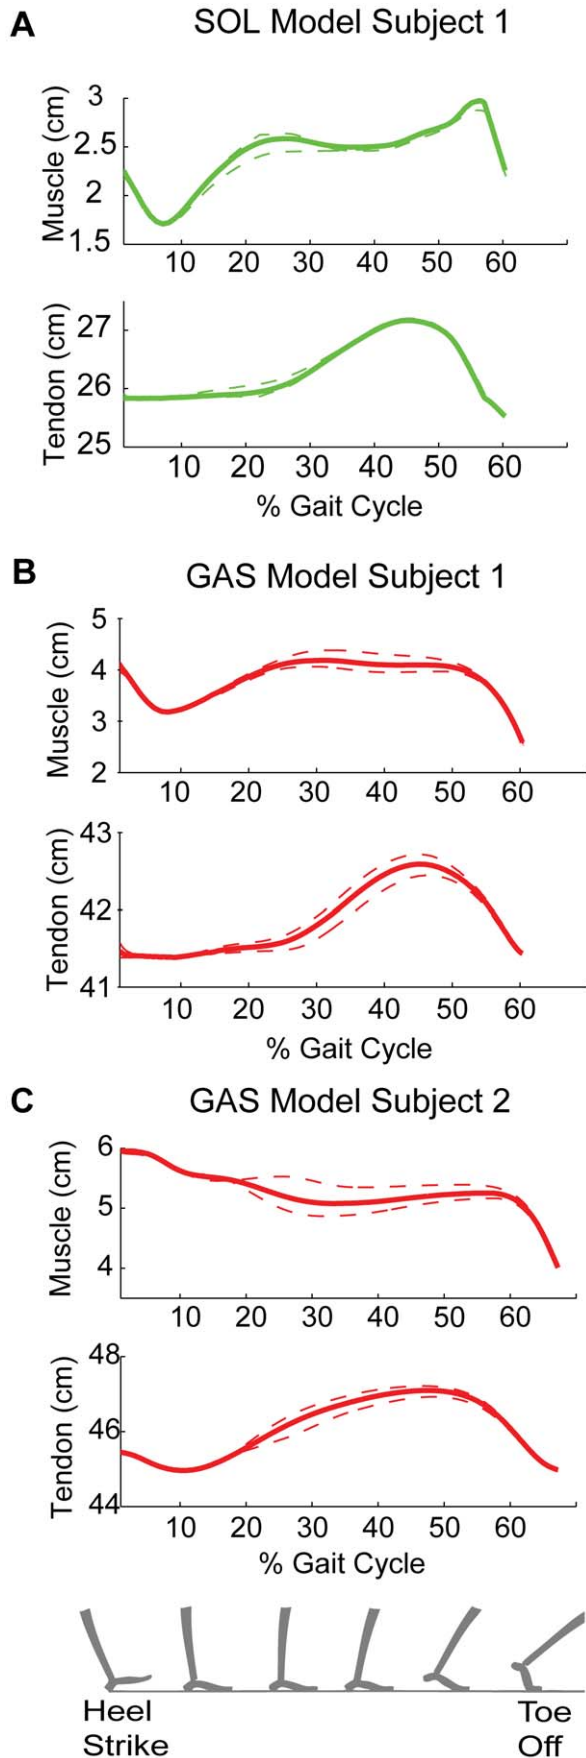 A
SOL Model Subject 1
Muscle (cm)
3
2.5
2
1.5
10 20 30 40 50 60
Tendon (cm)
27
26
25
10 20 30 40 50 60
% Gait Cycle
B
GAS Model Subject 1
Muscle (cm)
5
4
3
2
10 20 30 40 50 60
Tendon (cm)
43
42
41
10 20 30 40 50 60
% Gait Cycle
C
GAS Model Subject 2
Muscle (cm)
6
5
4
10 20 30 40 50 60
Tendon (cm)
48
46
44
10 20 30 40 50 60
% Gait Cycle
Heel Toe
Strike Off